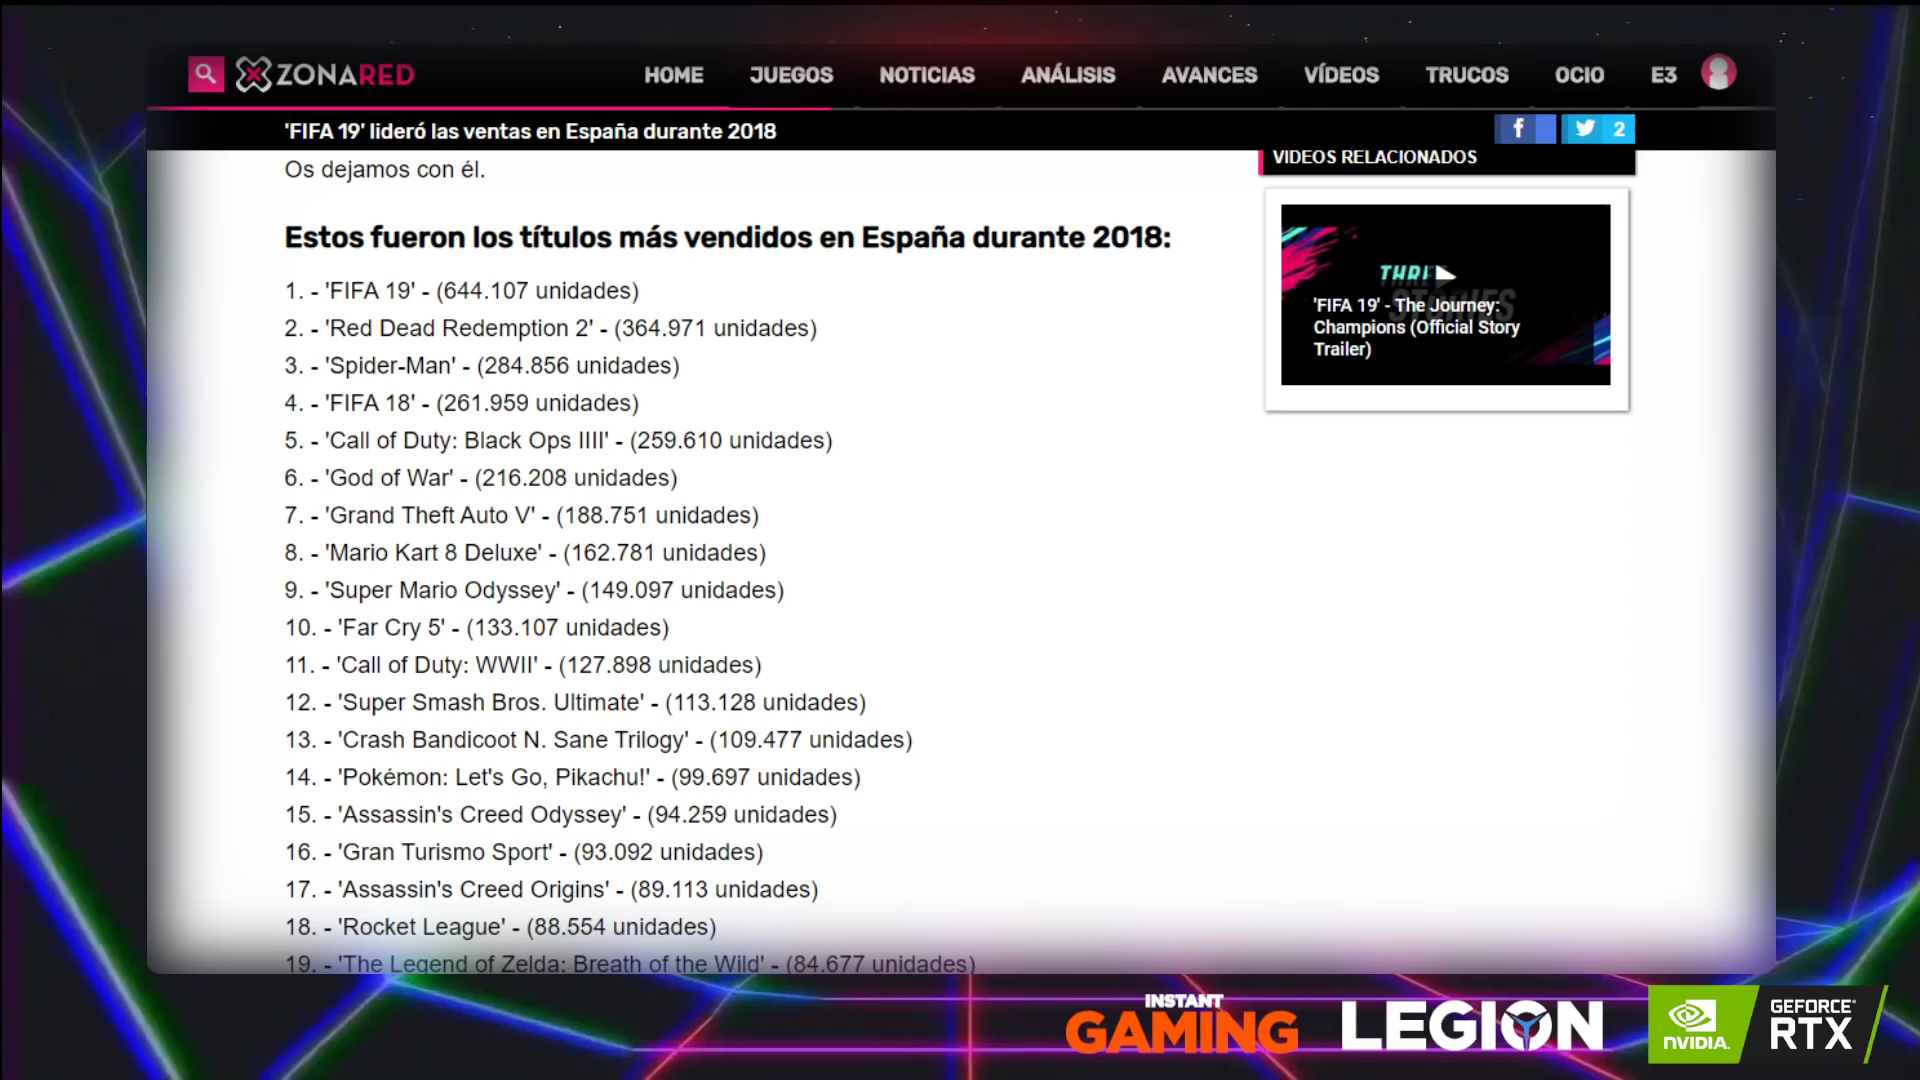 ZONARED
HOME JUEGOS NOTICIAS ANÁLISIS AVANCES VÍDEOS TRUCOS OCIO E3
'FIFA 19' lideró las ventas en España durante 2018
f
2
Os dejamos con él.
VIDEOS RELACIONADOS
Estos fueron los títulos más vendidos en España durante 2018:
1. - 'FIFA 19' - (644.107 unidades)
2. - 'Red Dead Redemption 2' - (364.971 unidades)
3. - 'Spider-Man' - (284.856 unidades)
4. - 'FIFA 18' - (261.959 unidades)
5. - 'Call of Duty: Black Ops IIII' - (259.610 unidades)
6. - 'God of War' - (216.208 unidades)
7. - 'Grand Theft Auto V' - (188.751 unidades)
8. - 'Mario Kart 8 Deluxe' - (162.781 unidades)
9. - 'Super Mario Odyssey' - (149.097 unidades)
10. - 'Far Cry 5' - (133.107 unidades)
11. - 'Call of Duty: WWII' - (127.898 unidades)
12. - 'Super Smash Bros. Ultimate' - (113.128 unidades)
13. - 'Crash Bandicoot N. Sane Trilogy' - (109.477 unidades)
14. - 'Pokémon: Let's Go, Pikachu!' - (99.697 unidades)
15. - 'Assassin's Creed Odyssey' - (94.259 unidades)
16. - 'Gran Turismo Sport' - (93.092 unidades)
17. - 'Assassin's Creed Origins' - (89.113 unidades)
18. - 'Rocket League' - (88.554 unidades)
19. - 'The Legend of Zelda: Breath of the Wild' - (84.677 unidades)
STORIES
'FIFA 19' - The Journey:
Champions (Official Story
Trailer)
INSTANT
GAMING
LEGION
NVIDIA.
GEFORCE
RTX